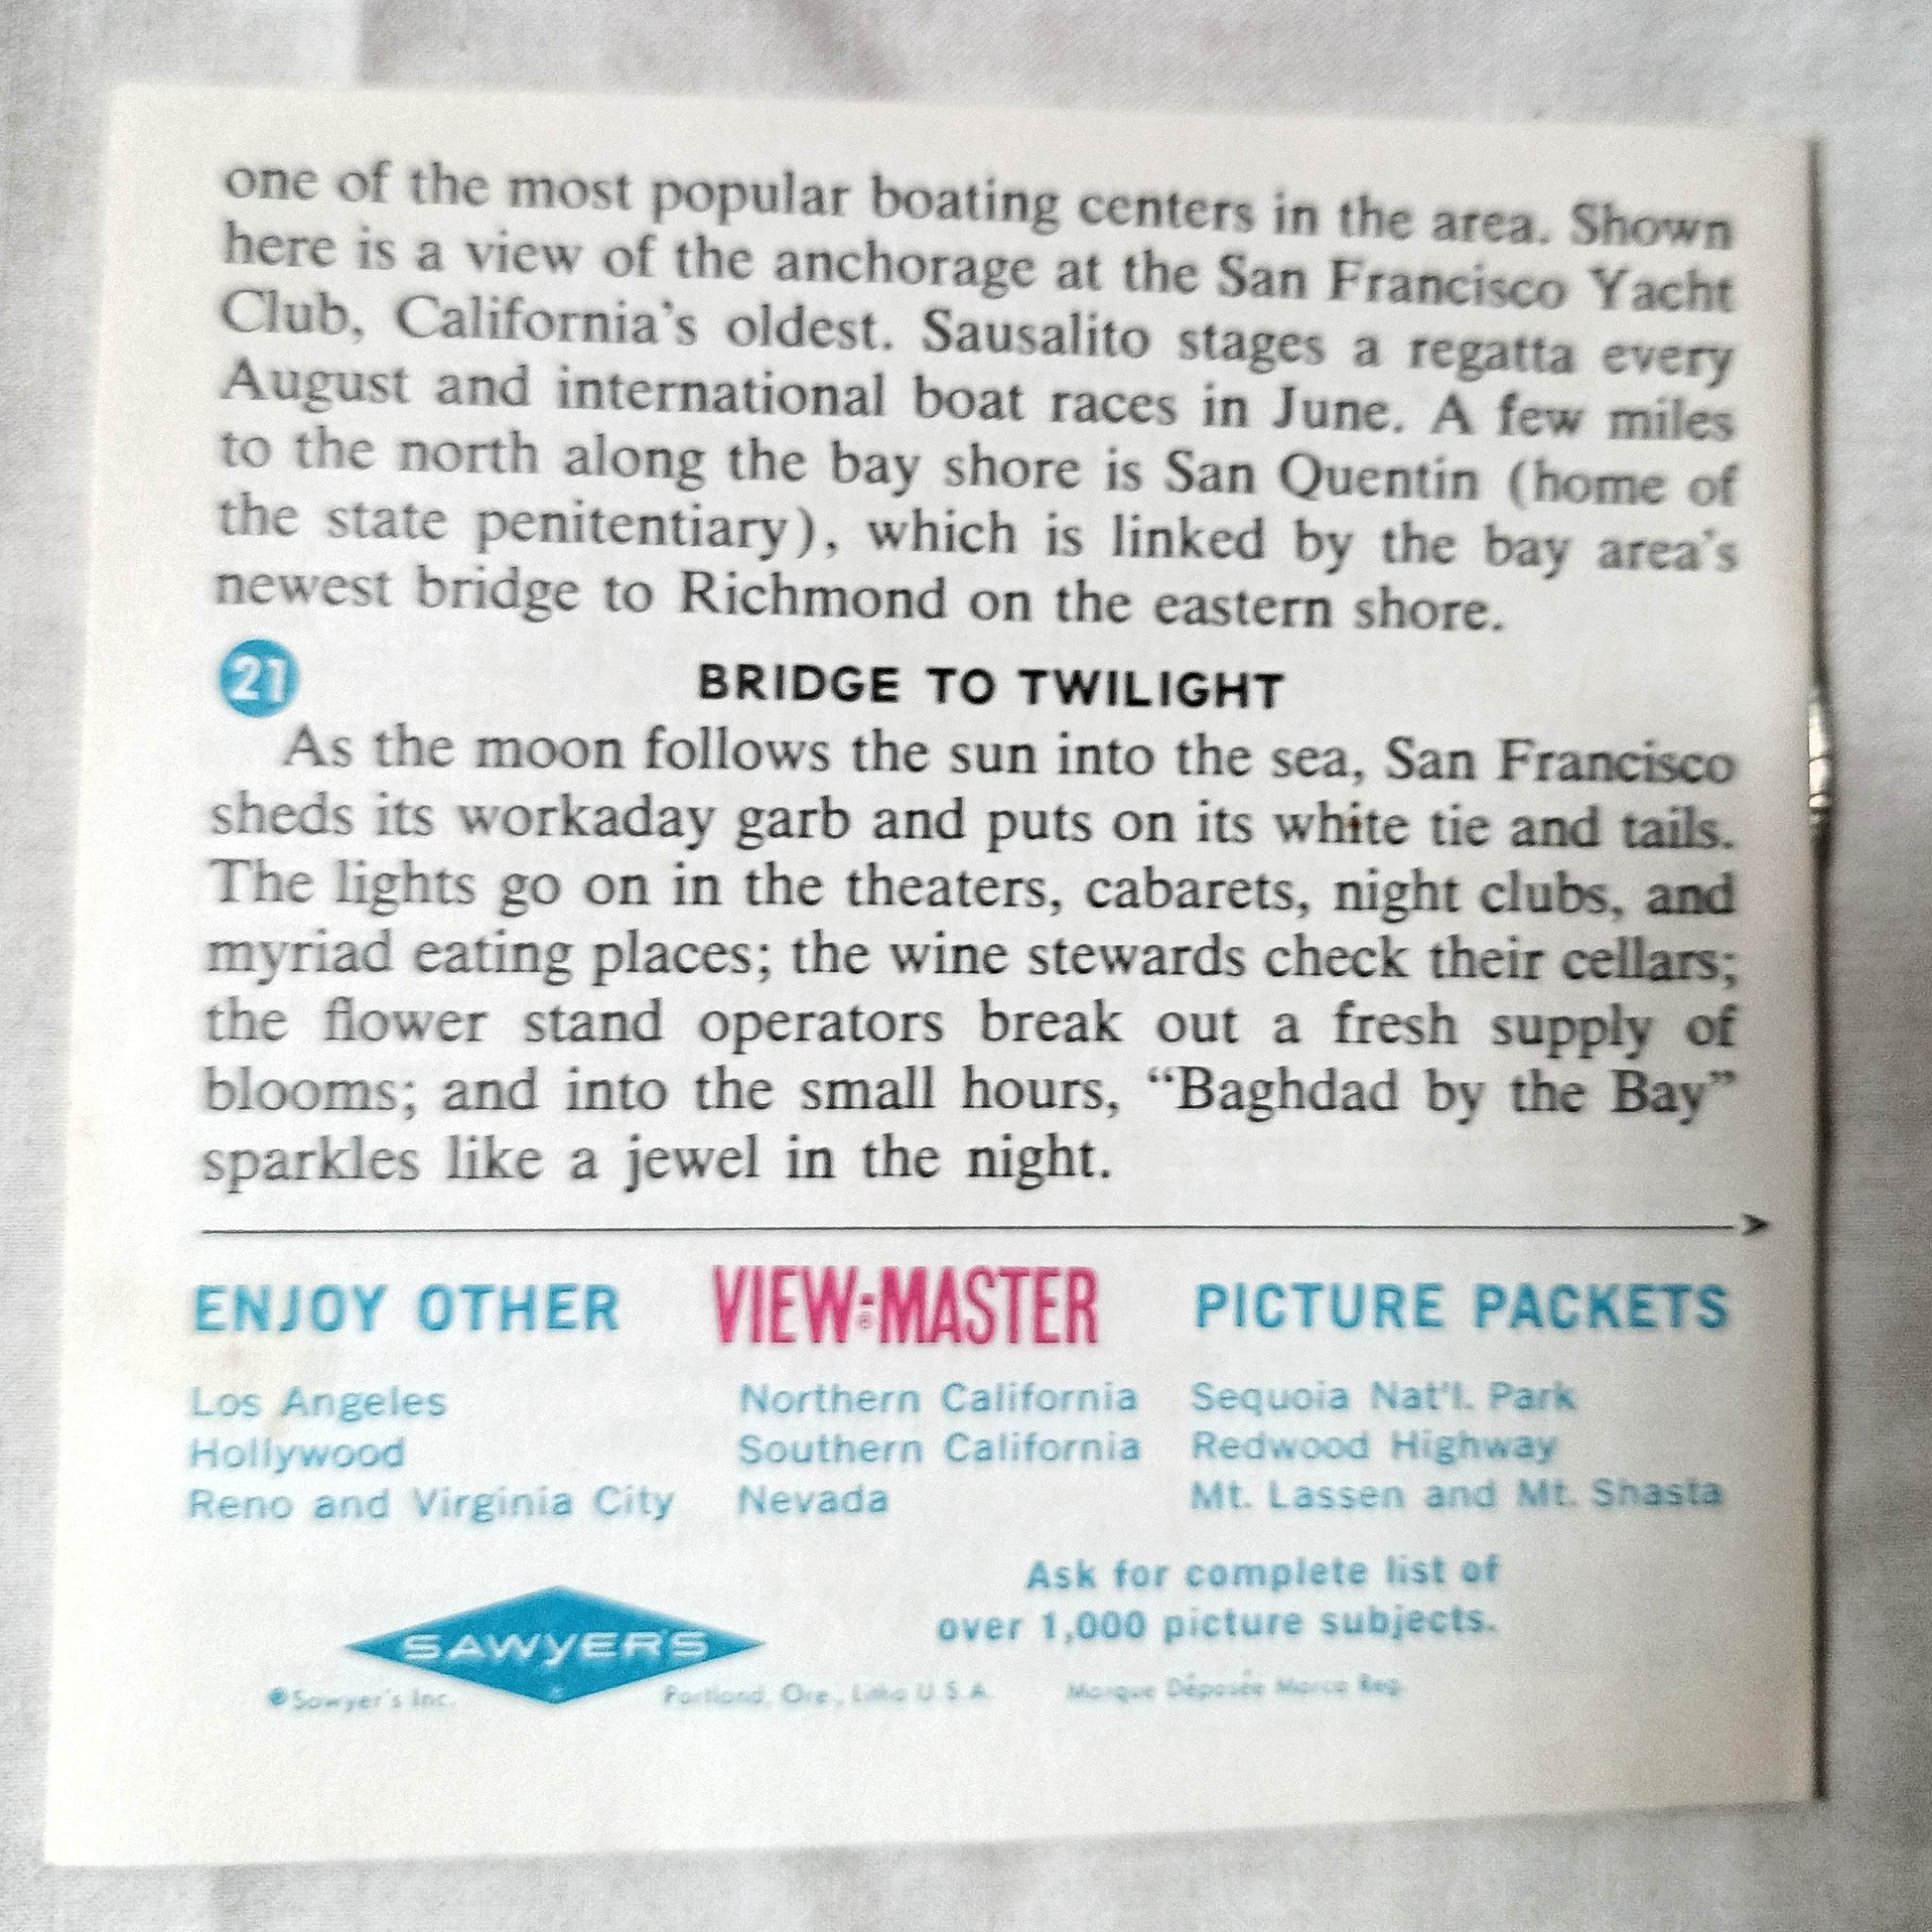 one of the most popular boating centers in the area. Shown
here is a view of the anchorage at the San Francisco Yacht
Club, California's oldest. Sausalito stages a regatta every
August and international boat races in June. A few miles
to the north along the bay shore is San Quentin (home of
the state penitentiary), which is linked by the bay area's
newest bridge to Richmond on the eastern shore.
21 BRIDGE TO TWILIGHT
As the moon follows the sun into the sea, San Francisco
sheds its workaday garb and puts on its white tie and tails.
The lights go on in the theaters, cabarets, night clubs, and
myriad eating places; the wine stewards check their cellars;
the flower stand operators break out a fresh supply of
blooms; and into the small hours, “Baghdad by the Bay”
sparkles like a jewel in the night.
ENJOY OTHER VIEW-MASTER PICTURE PACKETS
Los Angeles Northern California Sequoia Nat'l. Park
Hollywood Southern California Redwood Highway
Reno and Virginia City Nevada Mt. Lassen and Mt. Shasta
Ask for complete list of
over 1,000 picture subjects.
SAWYER'S
©Sawyer's Inc. Portland, Ore., Litho U.S.A. Marque Déposée Marca Reg.